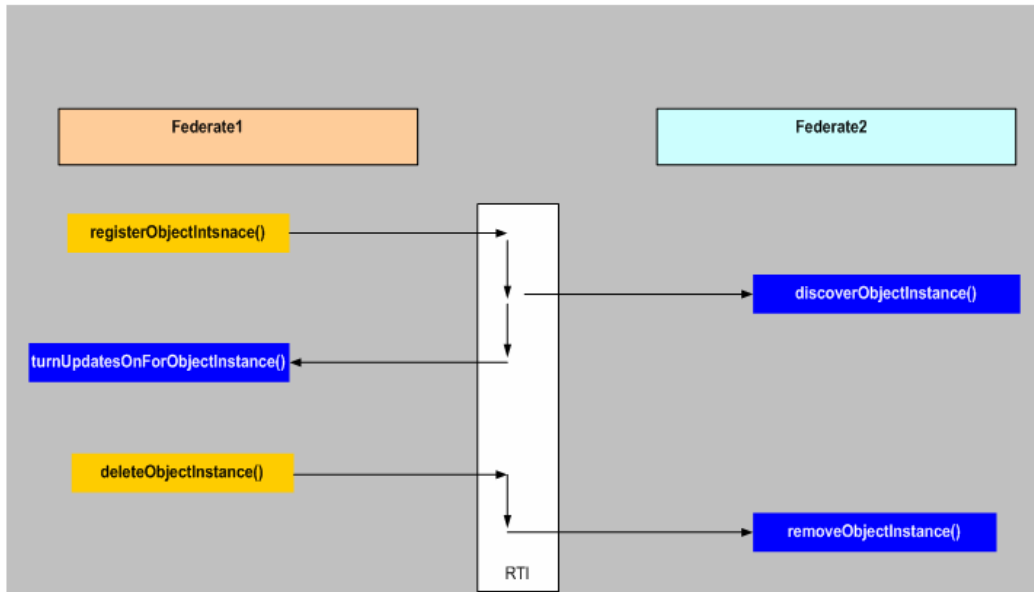 Federate1
Federate2
registerObjectIntsnace()
discoverObjectInstance()
turnUpdatesOnForObjectInstance()
deleteObjectInstance()
removeObjectInstance()
RTI